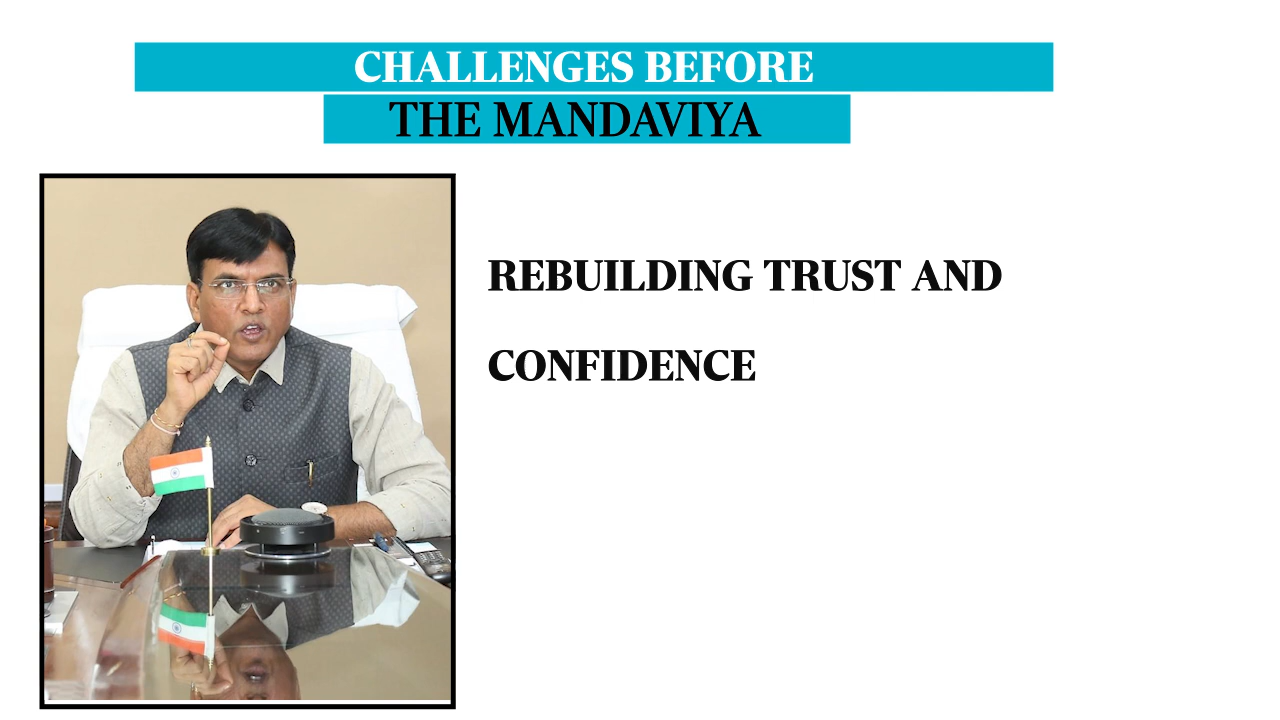 CHALLENGES BEFORE
THE MANDAVIYA
REBUILDING TRUST AND
CONFIDENCE